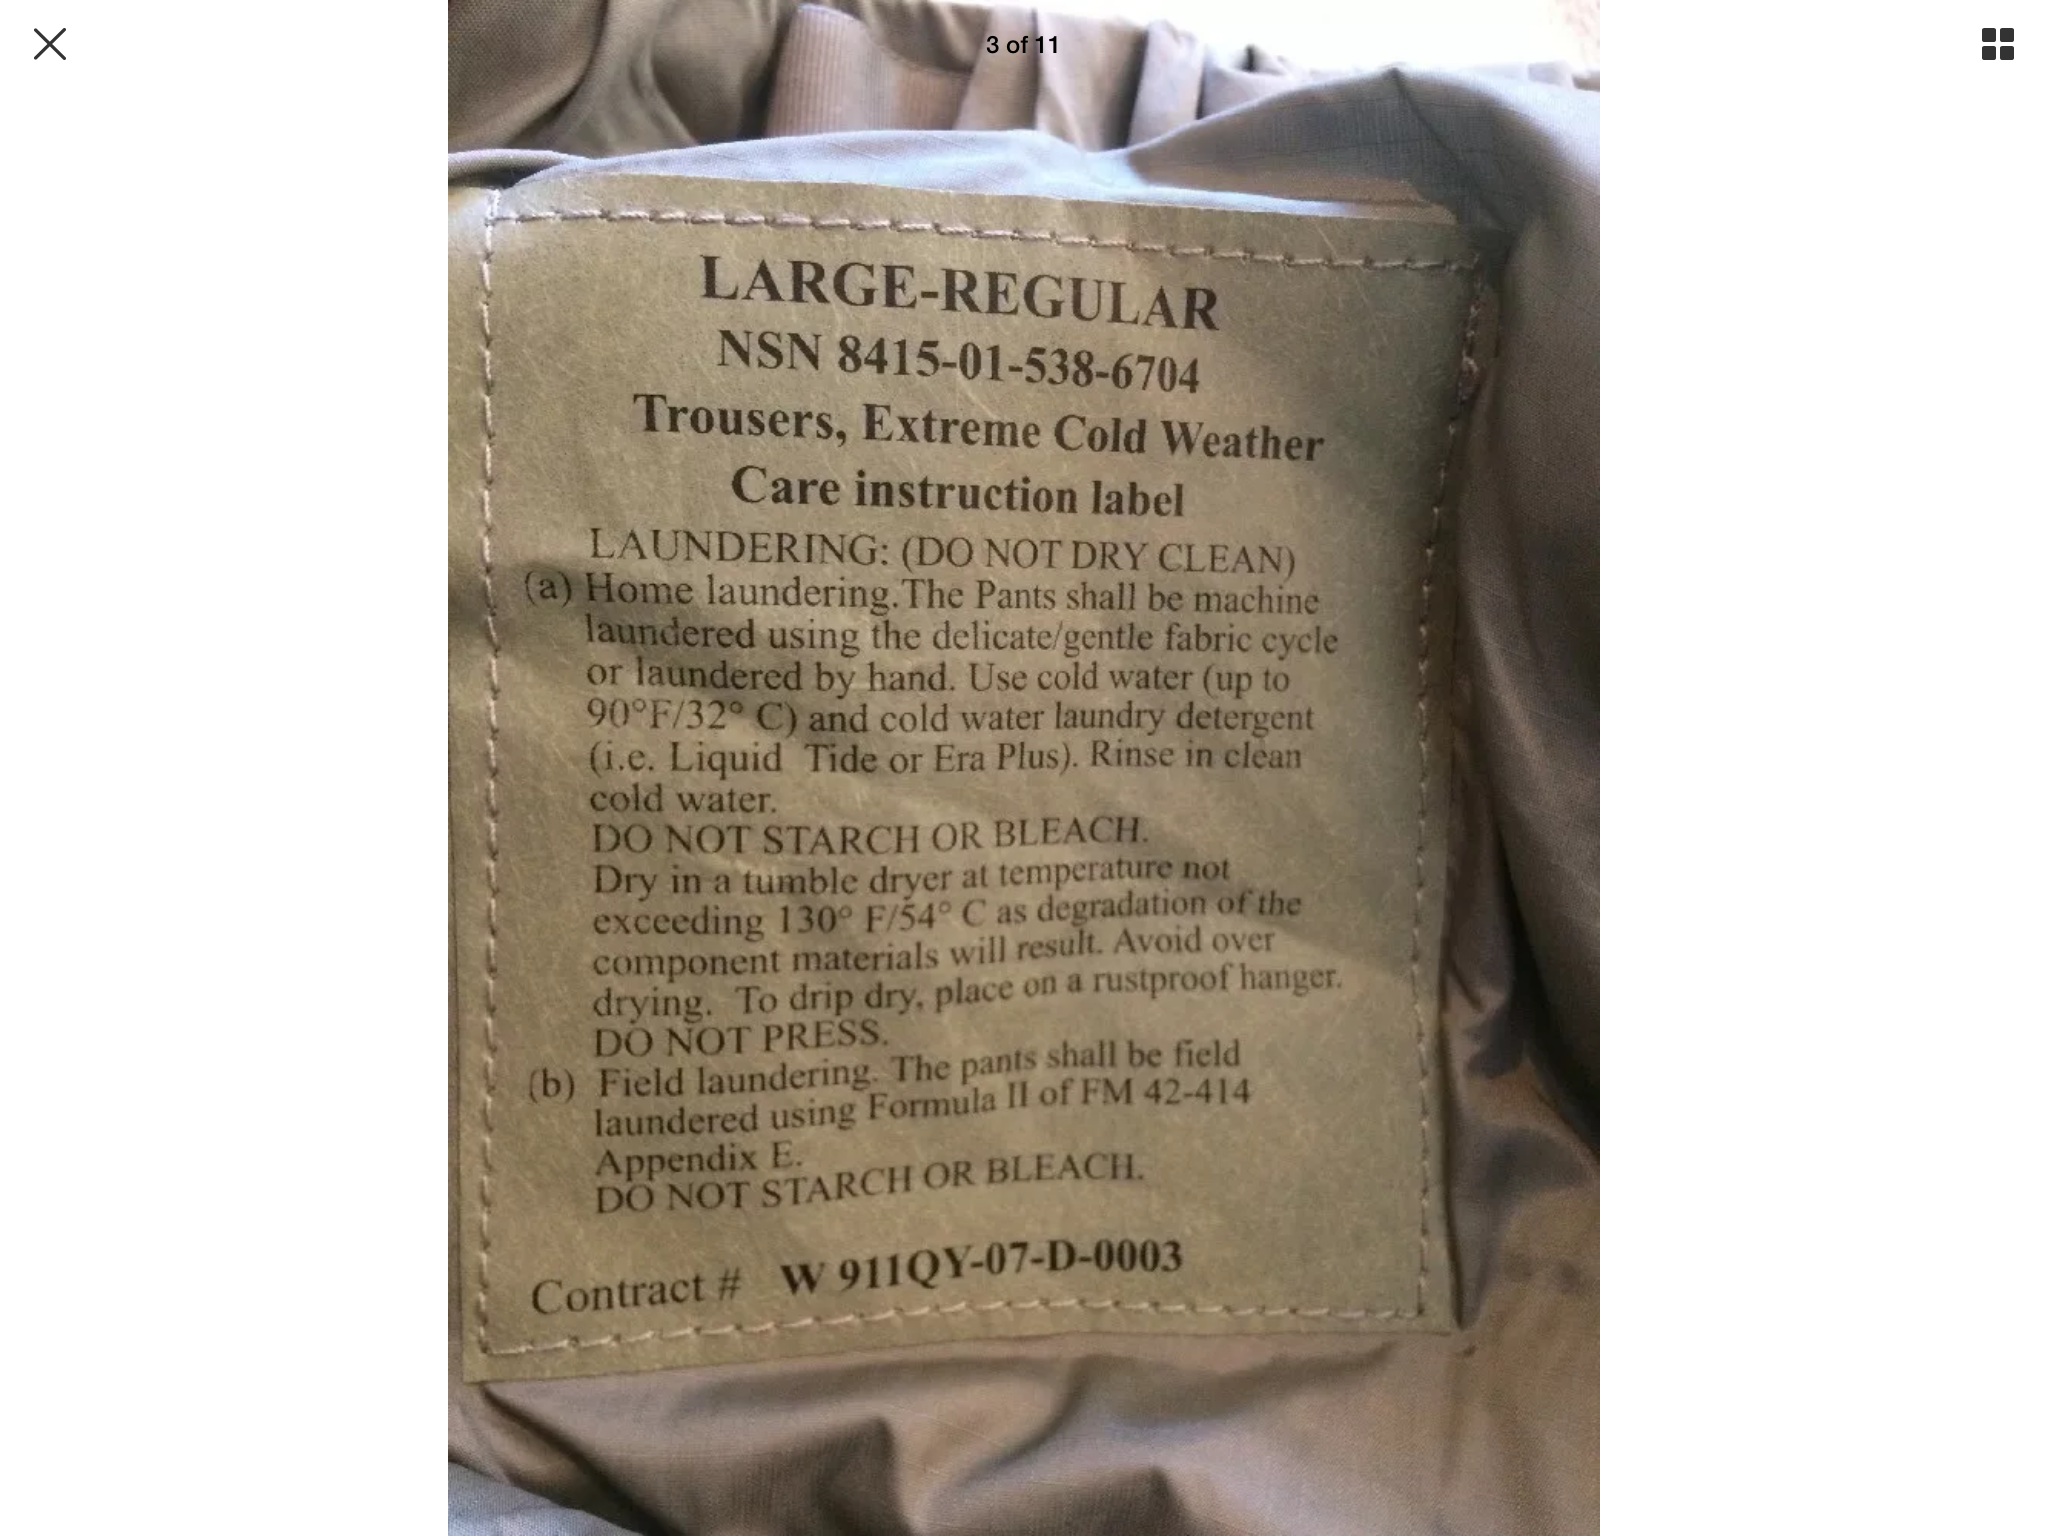 3 of 11
LARGE-REGULAR
NSN 8415-01-538-6704
Trousers, Extreme Cold Weather
Care instruction label
LAUNDERING: (DO NOT DRY CLEAN)
(a) Home laundering.The Pants shall be machine
laundered using the delicate/gentle fabric cycle
or laundered by hand. Use cold water (up to
90°F/32° C) and cold water laundry detergent
(i.e. Liquid Tide or Era Plus). Rinse in clean
cold water.
DO NOT STARCH OR BLEACH.
Dry in a tumble dryer at temperature not
exceeding 130° F/54° C as degradation of the
component materials will result. Avoid over
drying. To drip dry, place on a rustproof hanger.
DO NOT PRESS.
(b) Field laundering. The pants shall be field
laundered using Formula II of FM 42-414
Appendix E.
DO NOT STARCH OR BLEACH.
Contract # W 911QY-07-D-0003